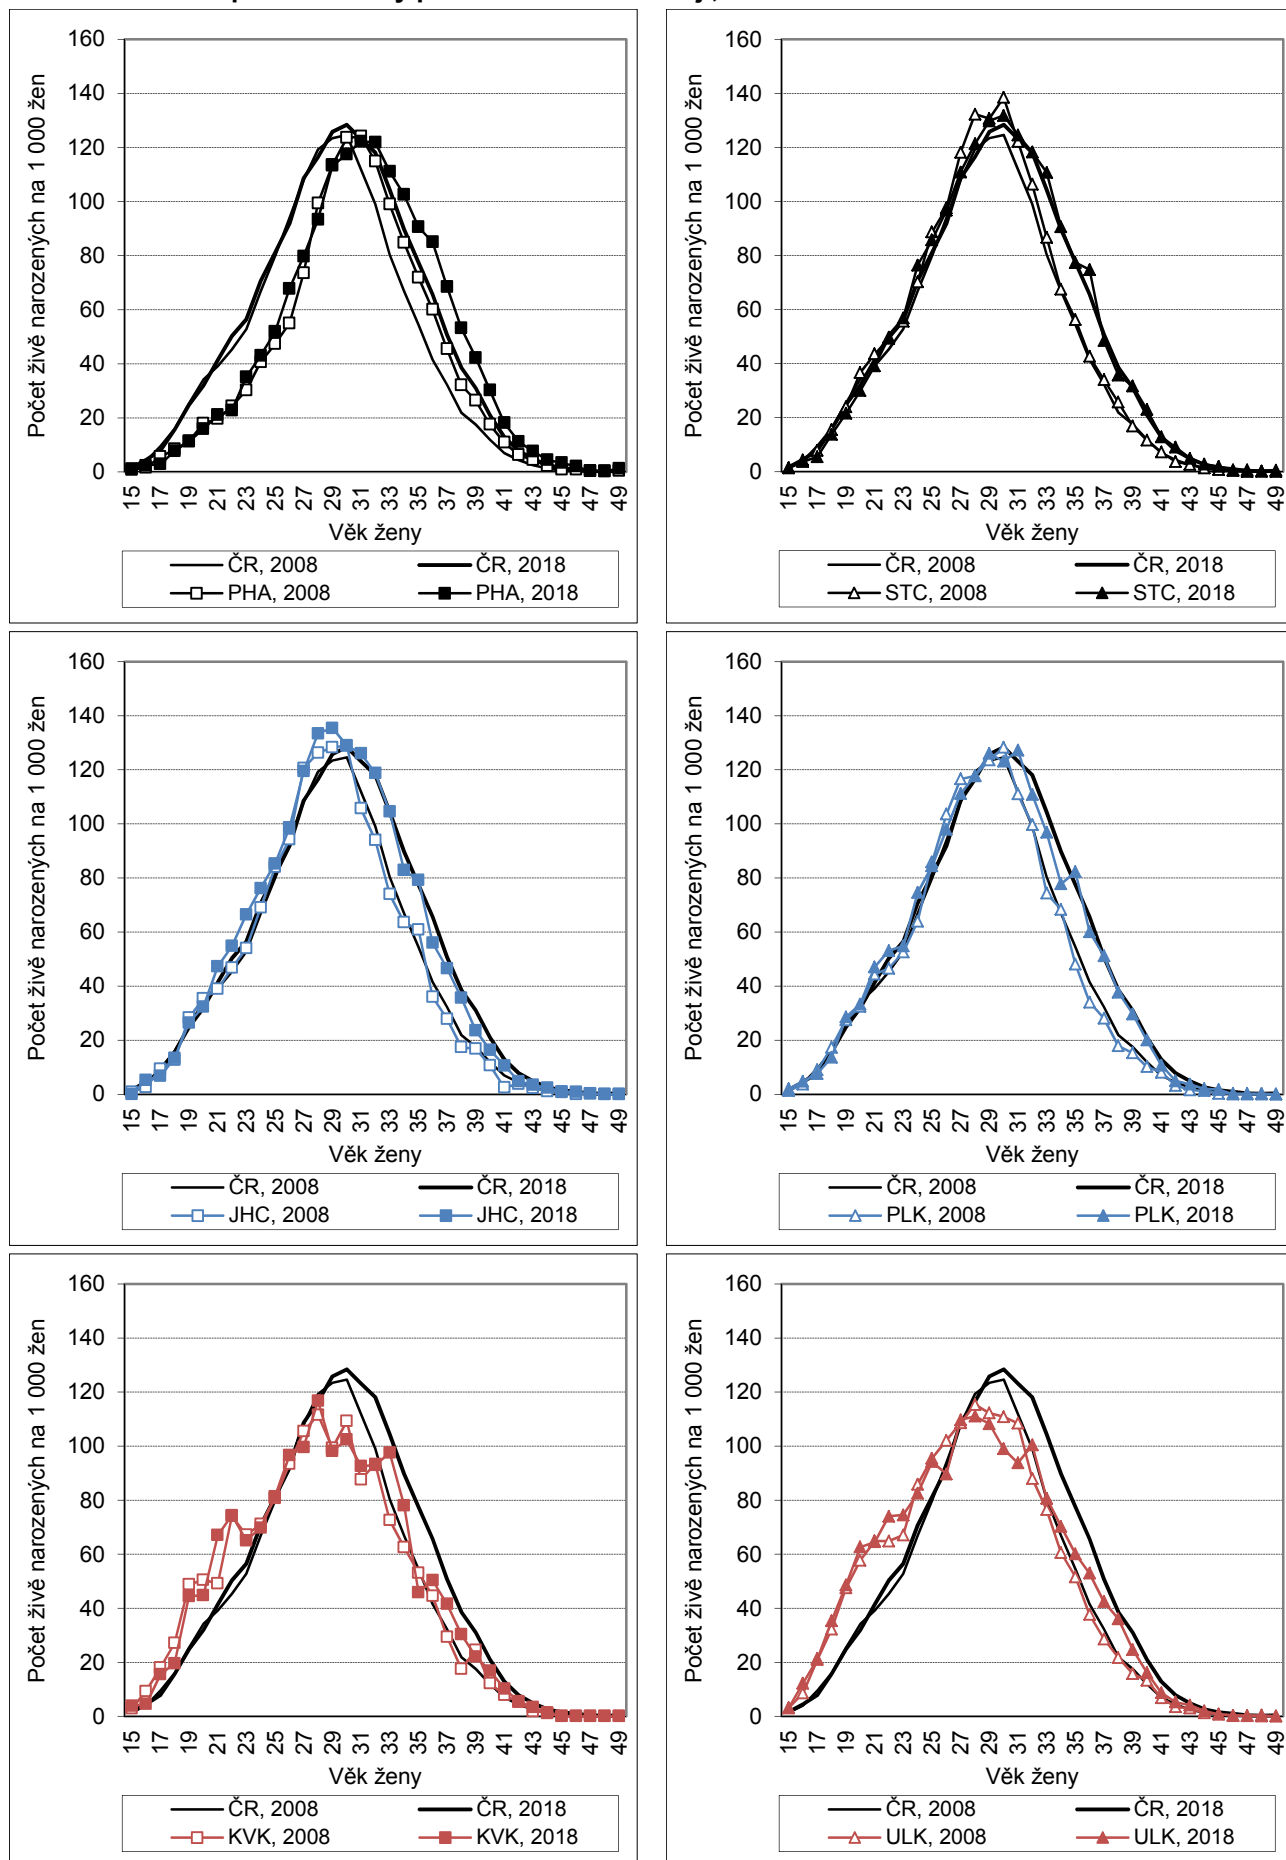 160
140
120
100
80
60
40
20
0
Počet živě narozených na 1 000 žen
15 17 19 21 23 25 27 29 31 33 35 37 39 41 43 45 47 49
Věk ženy
ČR, 2008 ČR, 2018
PHA, 2008 PHA, 2018
160
140
120
100
80
60
40
20
0
Počet živě narozených na 1 000 žen
15 17 19 21 23 25 27 29 31 33 35 37 39 41 43 45 47 49
Věk ženy
ČR, 2008 ČR, 2018
STC, 2008 STC, 2018
160
140
120
100
80
60
40
20
0
Počet živě narozených na 1 000 žen
15 17 19 21 23 25 27 29 31 33 35 37 39 41 43 45 47 49
Věk ženy
ČR, 2008 ČR, 2018
JHC, 2008 JHC, 2018
160
140
120
100
80
60
40
20
0
Počet živě narozených na 1 000 žen
15 17 19 21 23 25 27 29 31 33 35 37 39 41 43 45 47 49
Věk ženy
ČR, 2008 ČR, 2018
PLK, 2008 PLK, 2018
160
140
120
100
80
60
40
20
0
Počet živě narozených na 1 000 žen
15 17 19 21 23 25 27 29 31 33 35 37 39 41 43 45 47 49
Věk ženy
ČR, 2008 ČR, 2018
KVK, 2008 KVK, 2018
160
140
120
100
80
60
40
20
0
Počet živě narozených na 1 000 žen
15 17 19 21 23 25 27 29 31 33 35 37 39 41 43 45 47 49
Věk ženy
ČR, 2008 ČR, 2018
ULK, 2008 ULK, 2018